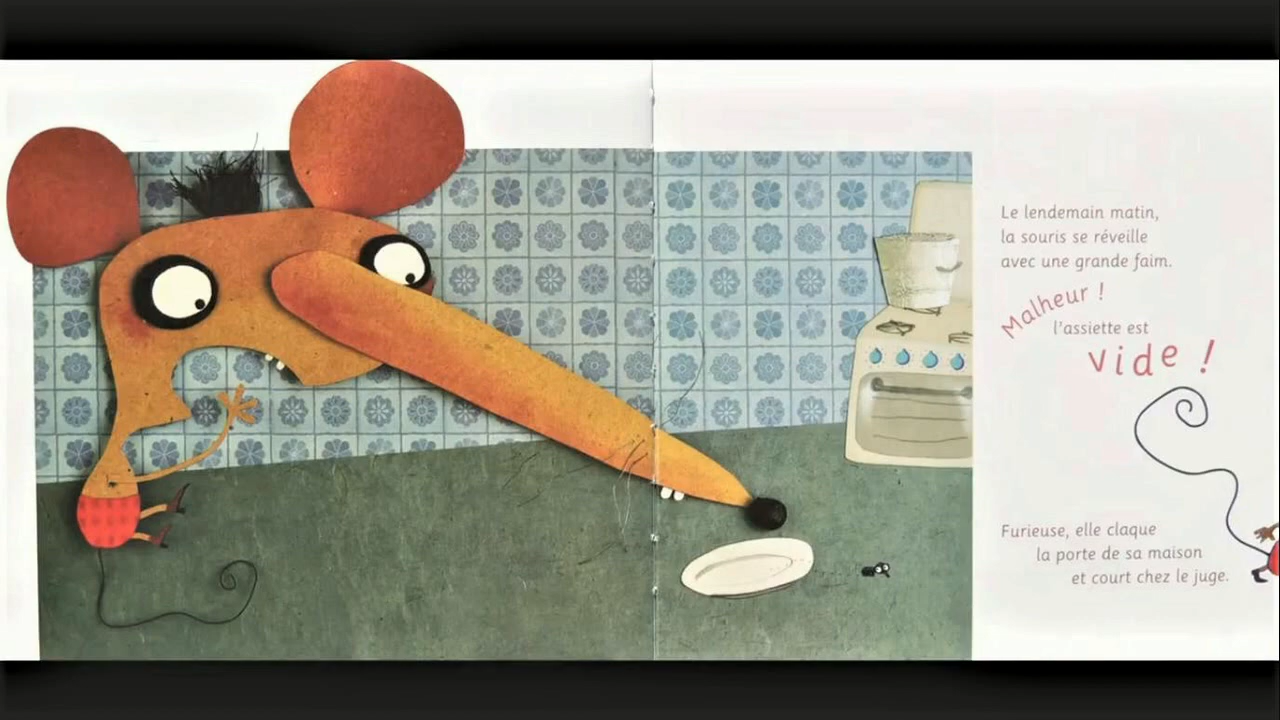 Le lendemain matin,
la souris se réveille
avec une grande faim.
Malheur !
l'assiette est
vide !
Furieuse, elle claque
la porte de sa maison
et court chez le juge.